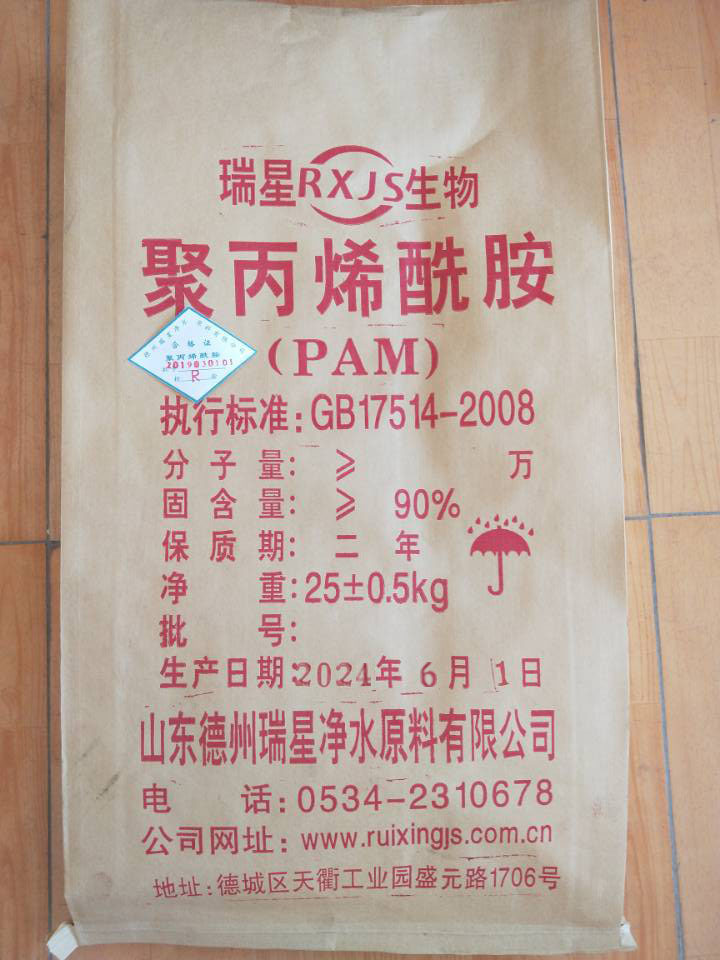 瑞星RXJS生物
聚丙烯酰胺
合格证
聚丙烯酰胺
2019030101
R
(PAM)
执行标准:GB17514-2008
分子量: ≥ 万
固含量: ≥ 90%
保质期: 二年
净重:25±0.5kg
批号:
生产日期:2024年6月1日
山东德州瑞星净水原料有限公司
电话:0534-2310678
公司网址:www.ruixingjs.com.cn
地址:德城区天衢工业园盛元路1706号